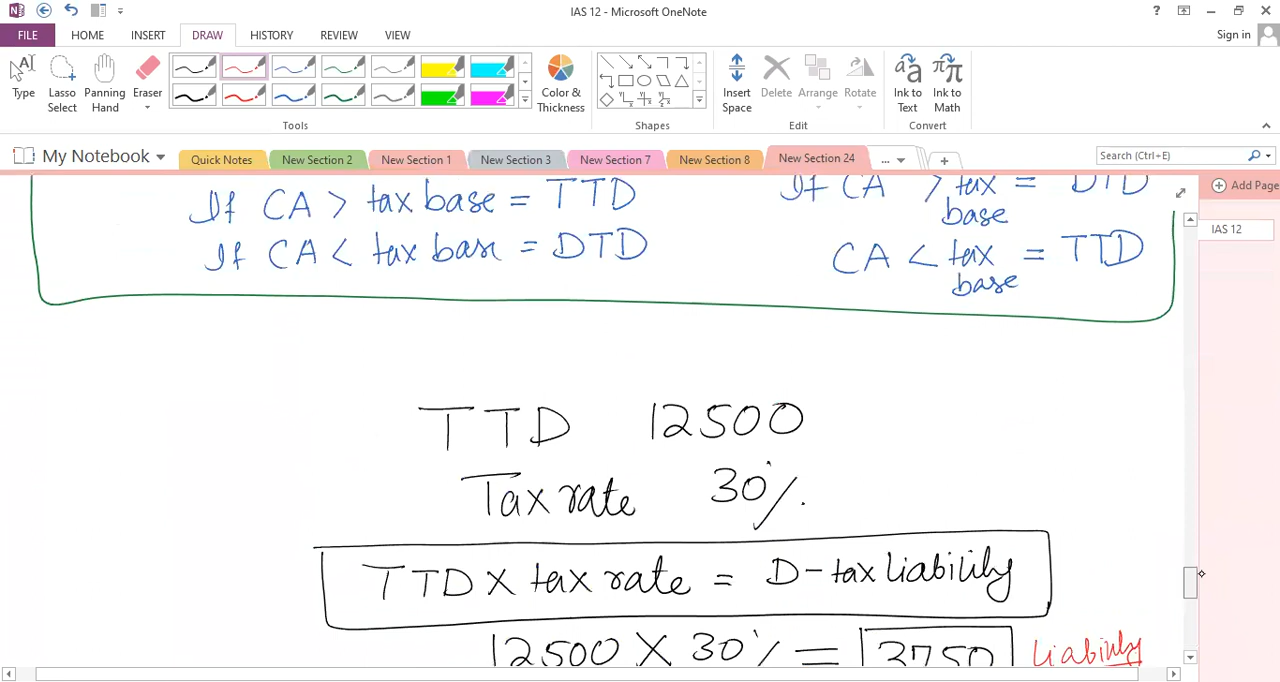 IAS 12 - Microsoft OneNote
?
FILE HOME INSERT DRAW HISTORY REVIEW VIEW
Sign in
Type
Lasso Select
Panning Hand
Eraser
Color & Thickness
Insert Space
Delete
Arrange
Rotate
Ink to Text
Ink to Math
Tools
Shapes
Edit
Convert
My Notebook
Quick Notes
New Section 2
New Section 1
New Section 3
New Section 7
New Section 8
New Section 24
...
Search (Ctrl+E)
Add Page
IAS 12
If CA > tax base = TTD
If CA < tax base = DTD
If CA > tax base = DTD
CA < tax base = TTD
TTD 12500
Tax rate 30%.
TTD X tax rate = D-tax liability
12500 X 30% = 3750 liability